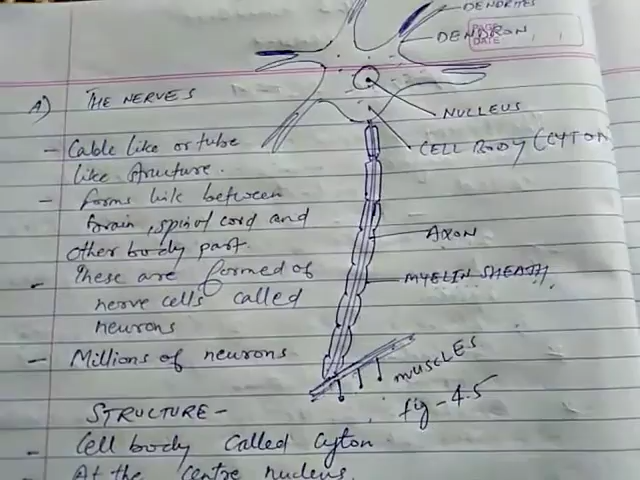 DENDRITES
DENDRON
PAGE
DATE
A) THE NERVES
NUCLEUS
- Cable like or tube
like structure.
CELL BODY (CYTON
- forms link between
brain, spinal cord and
other body part.
AXON
- These are formed of
nerve cells called
neurons
MYELIN SHEATH
- Millions of neurons
MUSCLES
fig-4.5
STRUCTURE-
- Cell body called Cyton
- At the centre nucleus.